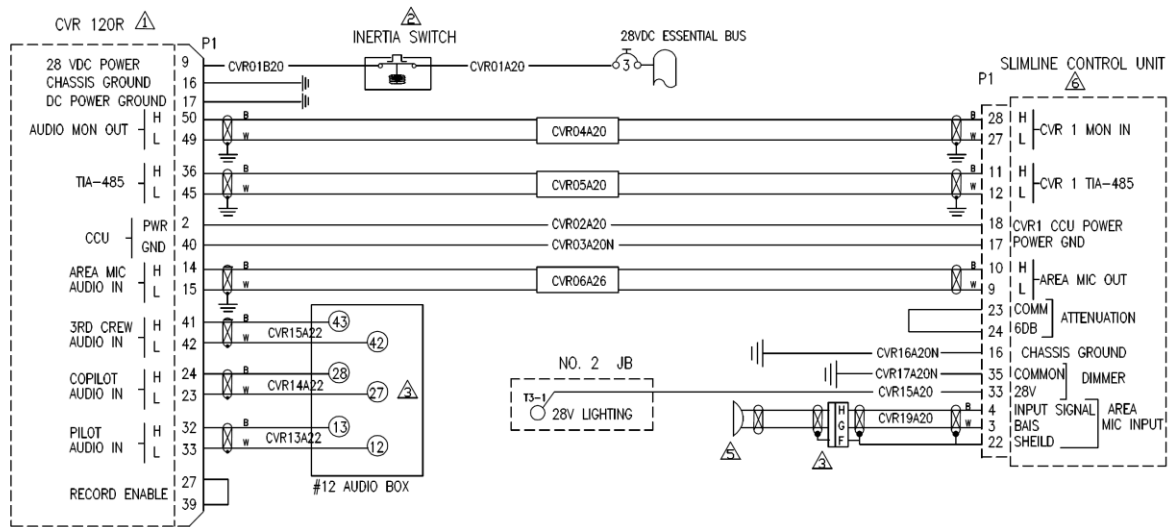 CVR 120R 1
2
INERTIA SWITCH
28VDC ESSENTIAL BUS
P1
28 VDC POWER 9 CVR01B20 CVR01A20 3
CHASSIS GROUND 16
DC POWER GROUND 17
P1
SLIMLINE CONTROL UNIT
6
AUDIO MON OUT
H 50 B CVR04A20 B 28 H
L 49 W W 27 L
CVR 1 MON IN
TIA-485
H 36 B CVR05A20 B 11 H
L 45 W W 12 L
CVR 1 TIA-485
CCU
PWR 2 CVR02A20 18 CVR1 CCU POWER
GND 40 CVR03A20N 17 POWER GND
AREA MIC
AUDIO IN
H 14 B CVR06A26 B 10 H
L 15 W W 9 L
AREA MIC OUT
23 COMM
24 6DB
ATTENUATION
3RD CREW
AUDIO IN
H 41 B CVR15A22 43
L 42 W 42
CVR16A20N 16 CHASSIS GROUND
COPILOT
AUDIO IN
H 24 B CVR14A22 28
L 23 W 27
3
NO. 2 JB
T3-1
28V LIGHTING
CVR17A20N 35 COMMON
CVR15A20 33 28V
DIMMER
PILOT
AUDIO IN
H 32 B CVR13A22 13
L 33 W 12
#12 AUDIO BOX
5
H
G
F
3
CVR19A20
B 4 INPUT SIGNAL
W 3 BAIS
22 SHEILD
AREA
MIC INPUT
RECORD ENABLE
27
39